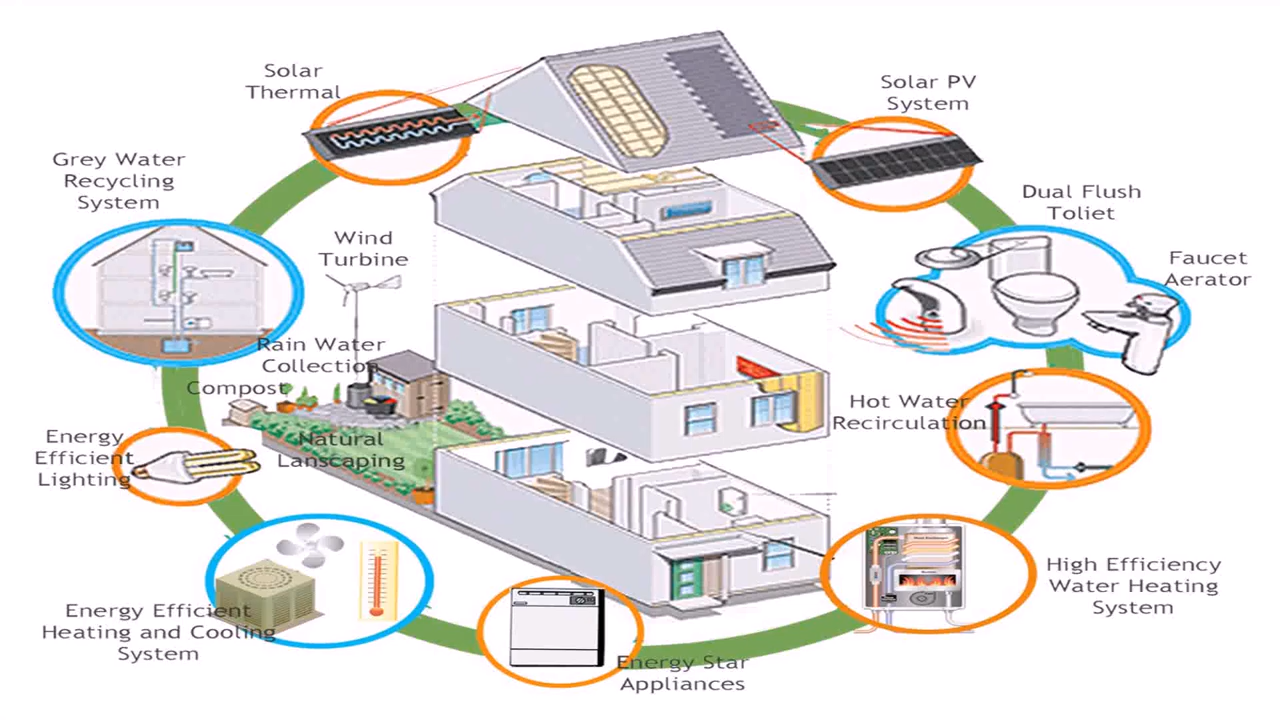 Solar
Thermal
Solar PV
System
Grey Water
Recycling
System
Dual Flush
Toliet
Wind
Turbine
Faucet
Aerator
Rain Water
Collection
Compost
Hot Water
Recirculation
Energy
Efficient
Lighting
Natural
Lanscaping
High Efficiency
Water Heating
System
Energy Efficient
Heating and Cooling
System
Energy Star
Appliances